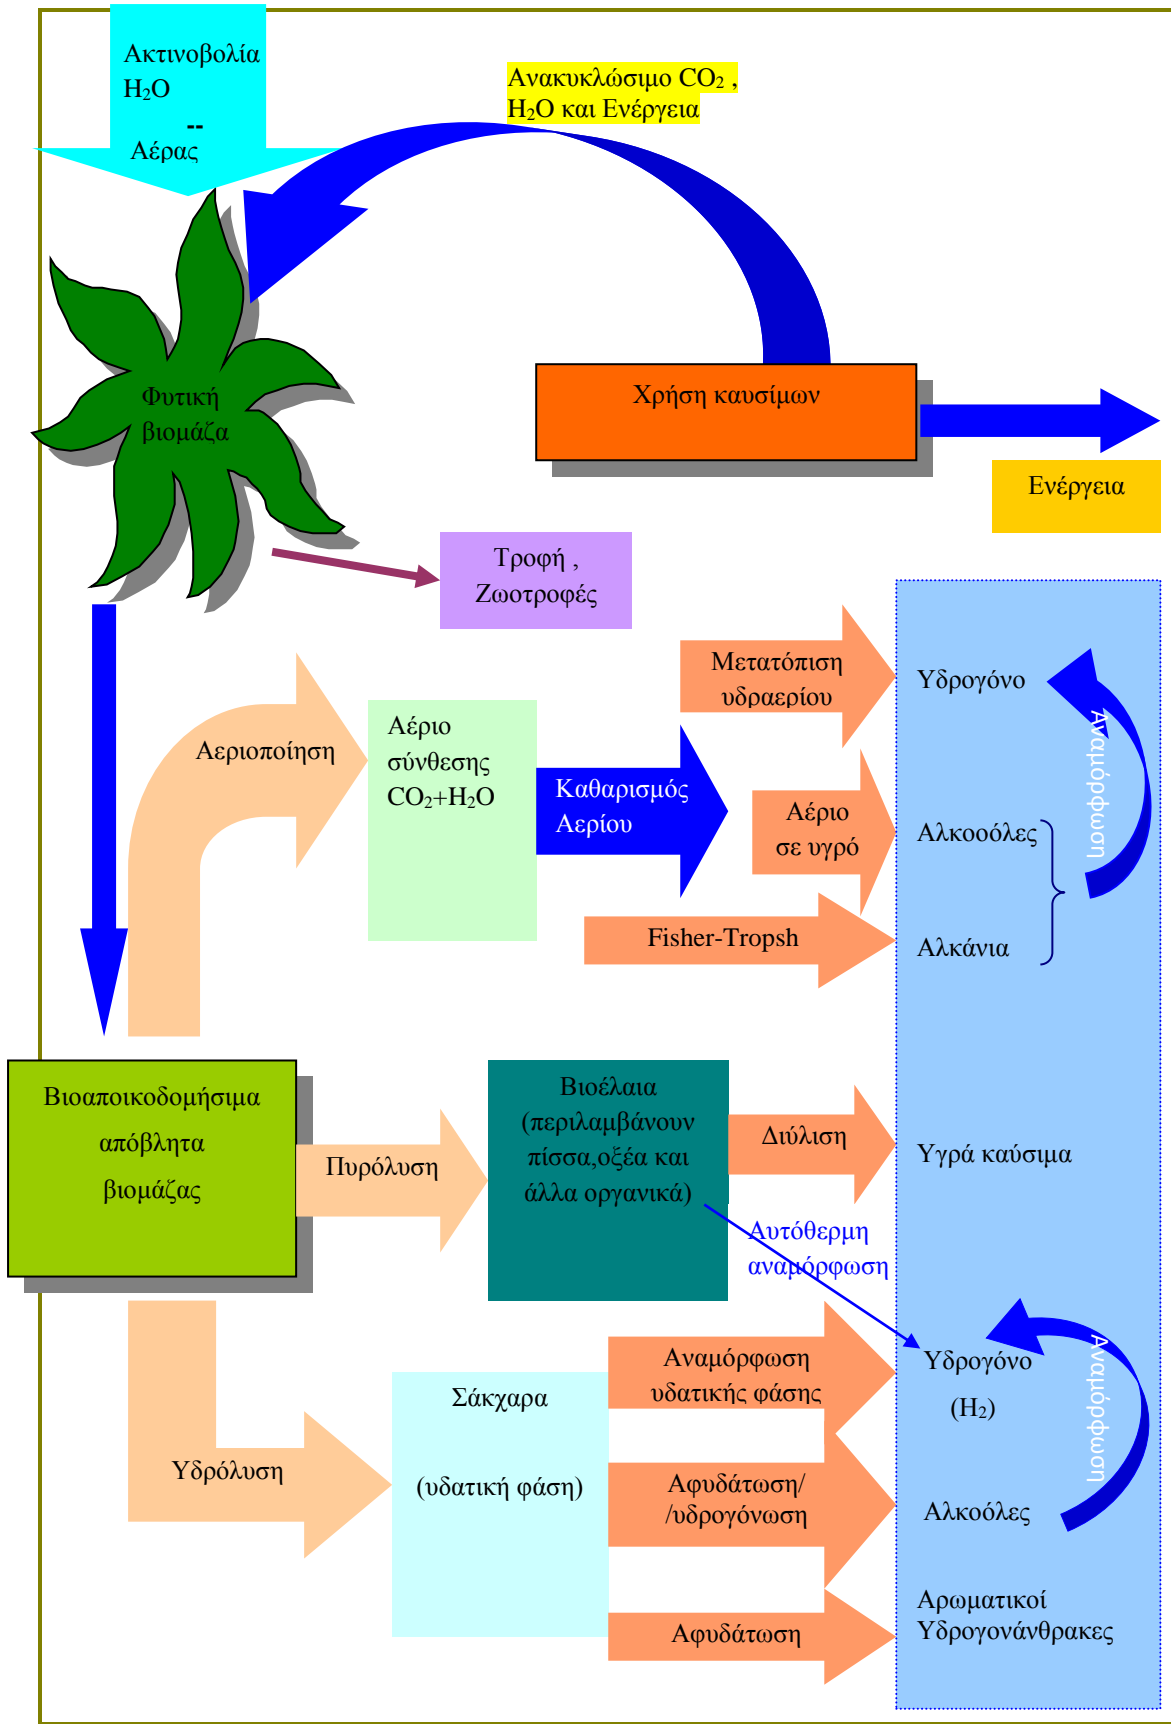 Ακτινοβολία
H₂O
--
Αέρας
Ανακυκλώσιμο CO₂ ,
H₂O και Ενέργεια
Φυτική
βιομάζα
Χρήση καυσίμων
Ενέργεια
Τροφή ,
Ζωοτροφές
Αεριοποίηση
Αέριο
σύνθεσης
CO₂+H₂O
Καθαρισμός
Αερίου
Μετατόπιση
υδραερίου
Αέριο
σε υγρό
Fisher-Tropsh
Υδρογόνο
Αλκοοόλες
Αλκάνια
Αναμόρφωση
Βιοαποικοδομήσιμα
απόβλητα
βιομάζας
Πυρόλυση
Βιοέλαια
(περιλαμβάνουν
πίσσα,οξέα και
άλλα οργανικά)
Διύλιση
Υγρά καύσιμα
Αυτόθερμη
αναμόρφωση
Υδρόλυση
Σάκχαρα
(υδατική φάση)
Αναμόρφωση
υδατικής φάσης
Αφυδάτωση/
/υδρογόνωση
Αφυδάτωση
Υδρογόνο
(H₂)
Αλκοόλες
Αναμόρφωση
Αρωματικοί
Υδρογονάνθρακες